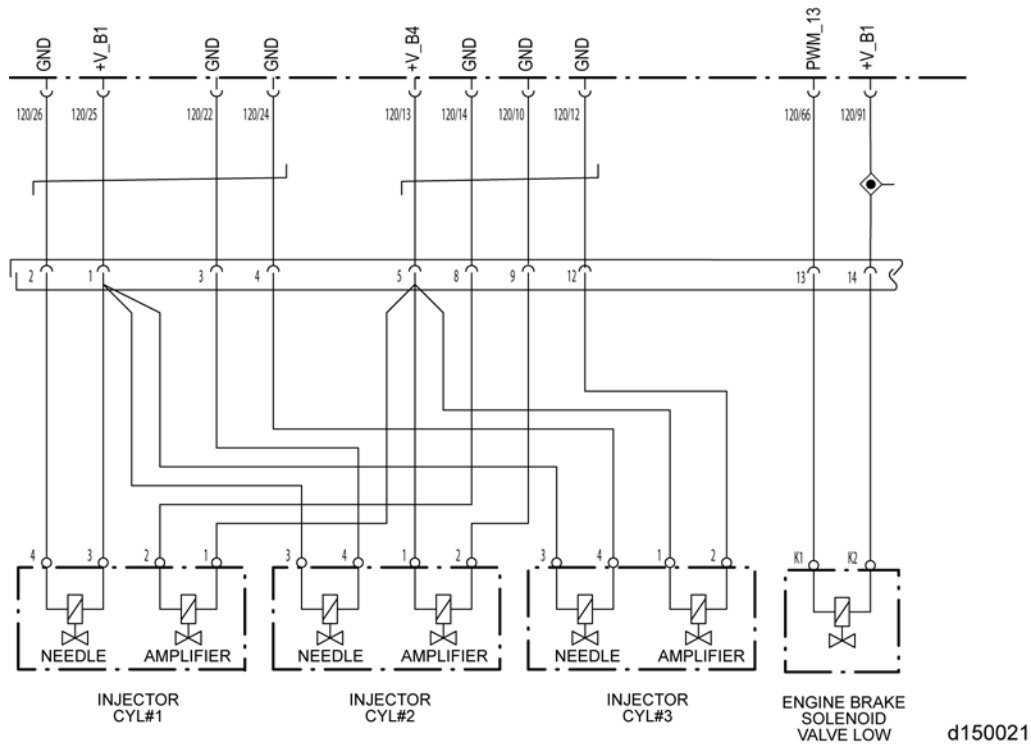 GND +V_B1 GND GND +V_B4 GND GND GND PWM_13 +V_B1
120/26 120/25 120/22 120/24 120/13 120/14 120/10 120/12 120/66 120/91
2 1 3 4 5 8 9 12 13 14
4 3 2 1 3 4 1 2 3 4 1 2 K1 K2
NEEDLE AMPLIFIER NEEDLE AMPLIFIER NEEDLE AMPLIFIER
INJECTOR
CYL#1
INJECTOR
CYL#2
INJECTOR
CYL#3
ENGINE BRAKE
SOLENOID
VALVE LOW
d150021